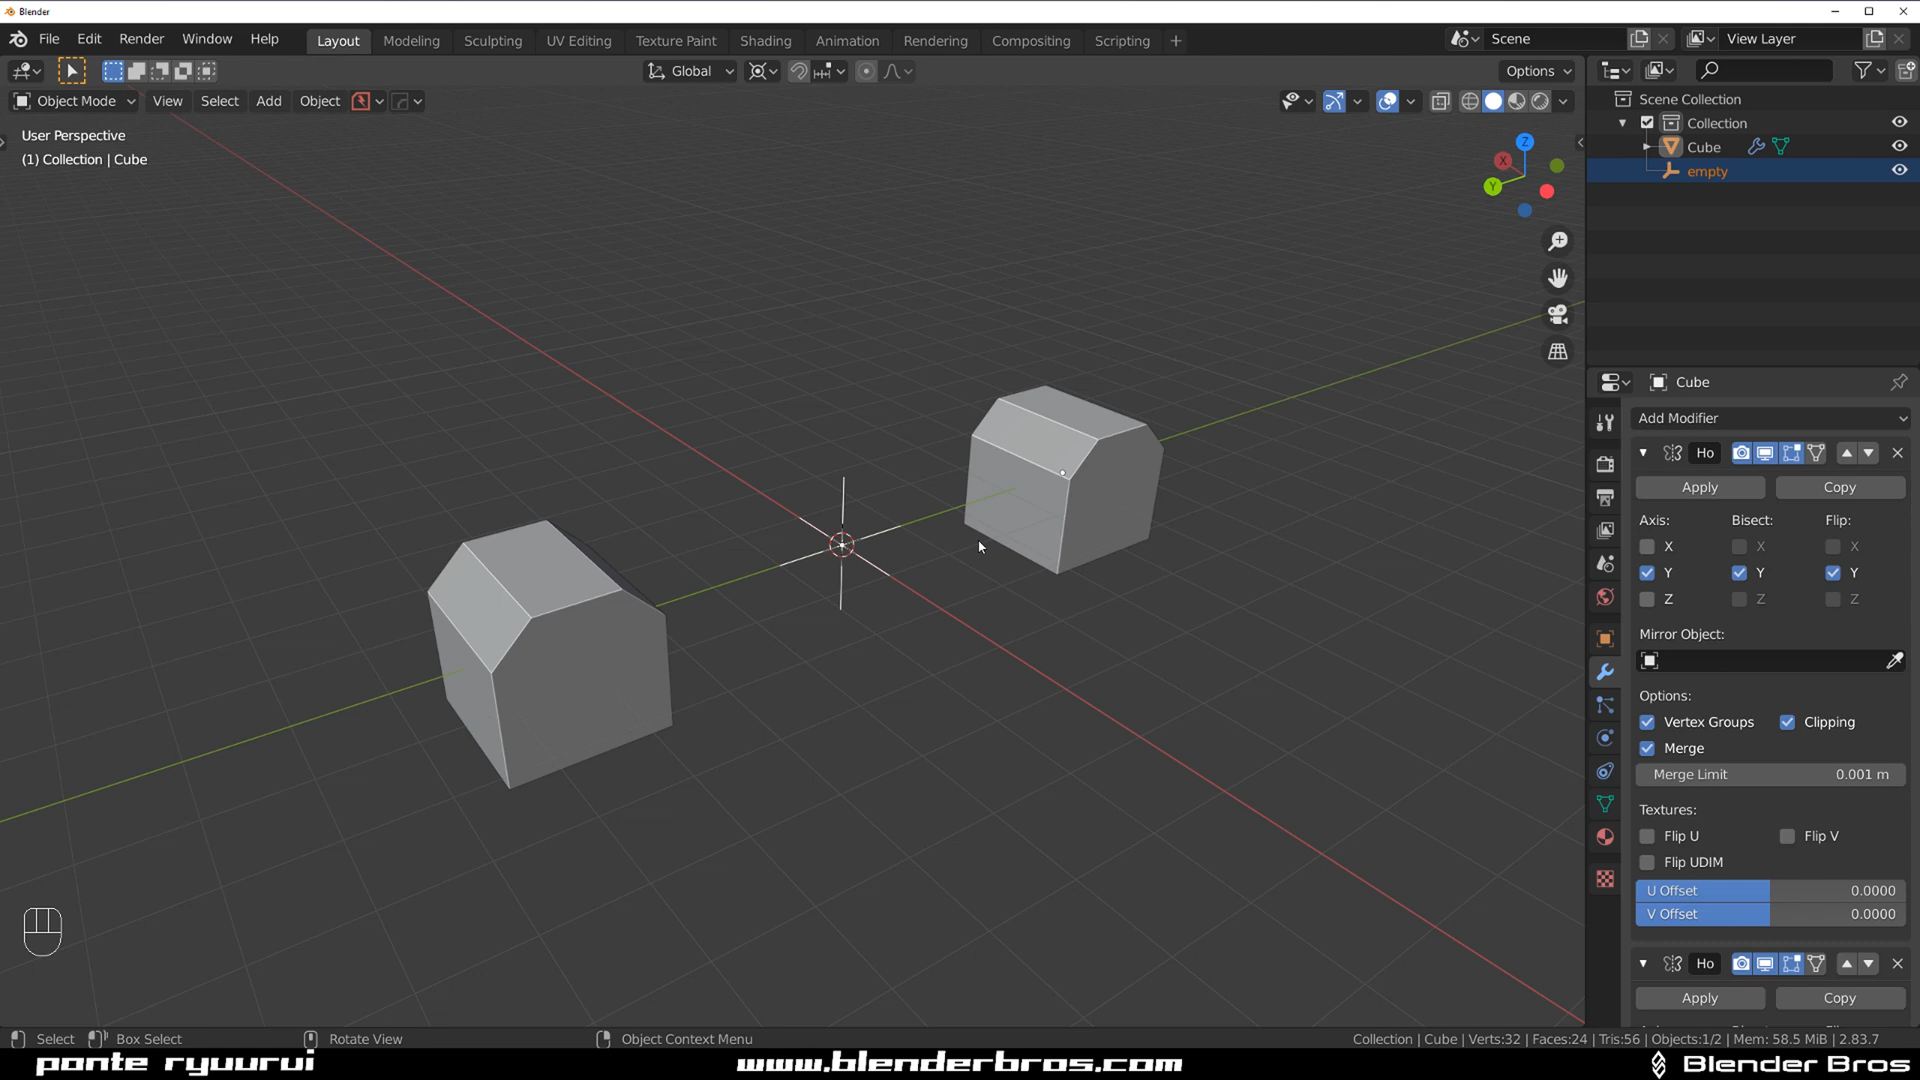 Blender
File Edit Render Window Help Layout Modeling Sculpting UV Editing Texture Paint Shading Animation Rendering Compositing Scripting + Scene View Layer
Global Options
Object Mode View Select Add Object
User Perspective
(1) Collection | Cube
Z
X
Y
Scene Collection
Collection
Cube
empty
Cube
Add Modifier
Ho
Apply Copy
Axis: Bisect: Flip:
X X X
Y Y Y
Z Z Z
Mirror Object:
Options:
Vertex Groups Clipping
Merge
Merge Limit 0.001 m
Textures:
Flip U Flip V
Flip UDIM
U Offset 0.0000
V Offset 0.0000
Ho
Apply Copy
Select Box Select Rotate View Object Context Menu Collection | Cube | Verts:32 | Faces:24 | Tris:56 | Objects:1/2 | Mem: 58.5 MiB | 2.83.7
ponte ryuurui www.blenderbros.com Blender Bros